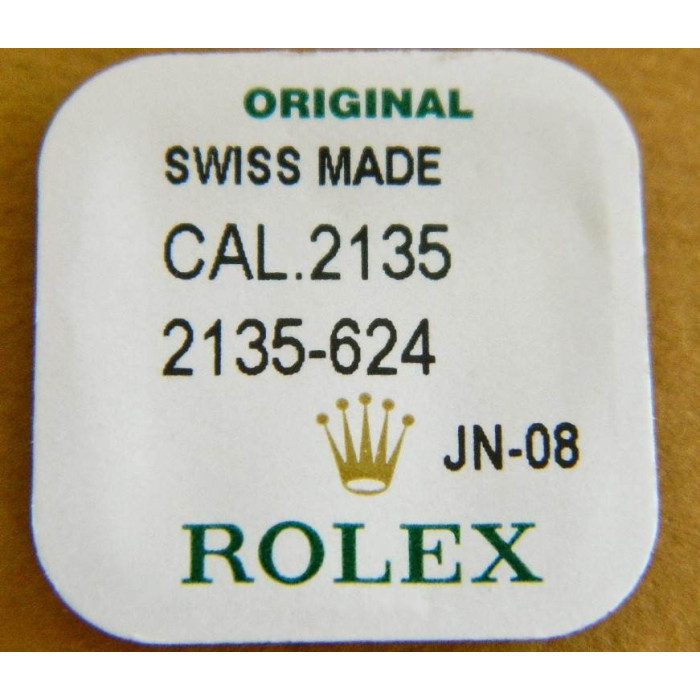 ORIGINAL
SWISS MADE
CAL.2135
2135-624
JN-08
ROLEX